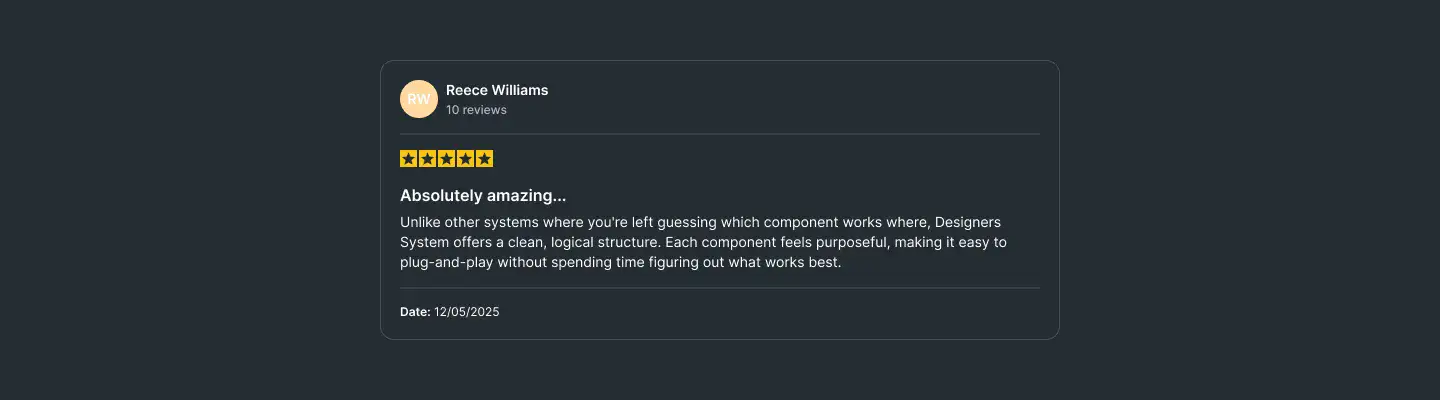 RW
Reece Williams
10 reviews
Absolutely amazing...
Unlike other systems where you're left guessing which component works where, Designers
System offers a clean, logical structure. Each component feels purposeful, making it easy to
plug-and-play without spending time figuring out what works best.
Date: 12/05/2025